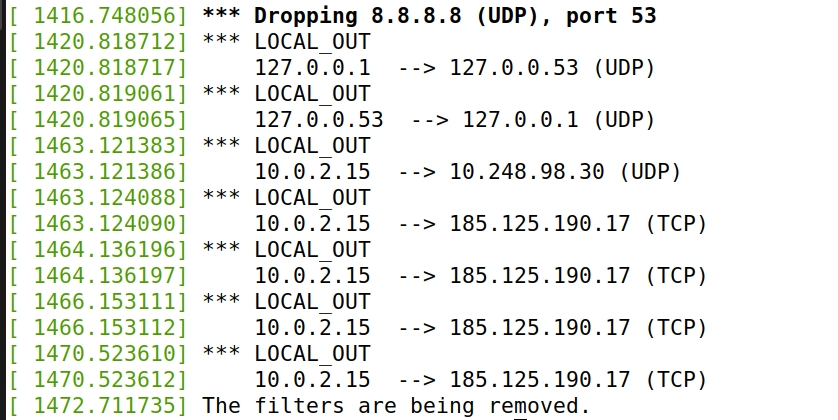 [ 1416.748056] *** Dropping 8.8.8.8 (UDP), port 53
[ 1420.818712] *** LOCAL_OUT
[ 1420.818717]     127.0.0.1  --> 127.0.0.53 (UDP)
[ 1420.819061] *** LOCAL_OUT
[ 1420.819065]     127.0.0.53  --> 127.0.0.1 (UDP)
[ 1463.121383] *** LOCAL_OUT
[ 1463.121386]     10.0.2.15  --> 10.248.98.30 (UDP)
[ 1463.124088] *** LOCAL_OUT
[ 1463.124090]     10.0.2.15  --> 185.125.190.17 (TCP)
[ 1464.136196] *** LOCAL_OUT
[ 1464.136197]     10.0.2.15  --> 185.125.190.17 (TCP)
[ 1466.153111] *** LOCAL_OUT
[ 1466.153112]     10.0.2.15  --> 185.125.190.17 (TCP)
[ 1470.523610] *** LOCAL_OUT
[ 1470.523612]     10.0.2.15  --> 185.125.190.17 (TCP)
[ 1472.711735] The filters are being removed.